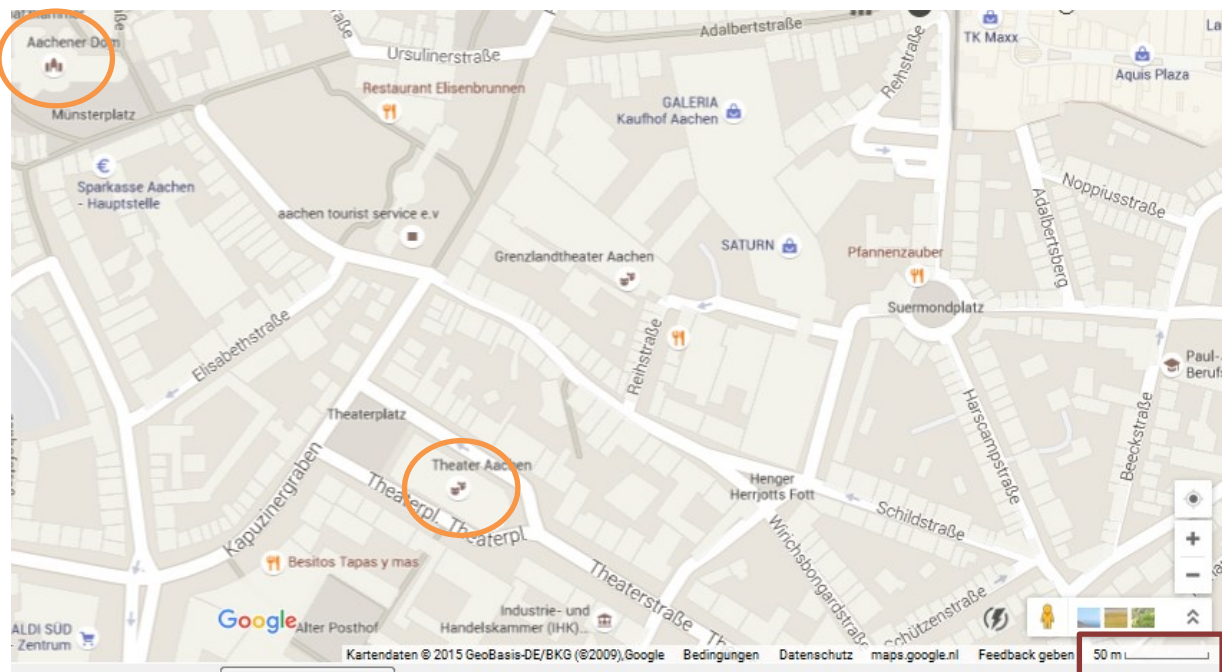 Aachener Dom
Münsterplatz
Sparkasse Aachen
- Hauptstelle
Ursulinerstraße
Restaurant Elisenbrunnen
aachen tourist service e.v
Adalbertstraße
GALERIA
Kaufhof Aachen
Reihstraße
TK Maxx
Aquis Plaza
La
Noppiusstraße
Adalbertsberg
Grenzlandtheater Aachen
SATURN
Pfannenzauber
Suermondplatz
Elisabethstraße
Reihstraße
Paul-
Berufs
Theaterplatz
Harscampstraße
Beeckstraße
Theater Aachen
Kapuzinergraben
Theaterpl.
Theaterpl
Henger
Herrjotts Fott
Schildstraße
Wirichsbongardstraße
Besitos Tapas y mas
Theaterstraße
Th
Schützenstraße
Industrie- und
Handelskammer (IHK)...
ALDI SÜD
- Zentrum
Google
Alter Posthof
Kartendaten © 2015 GeoBasis-DE/BKG (©2009),Google Bedingungen Datenschutz maps.google.nl Feedback geben 50 m